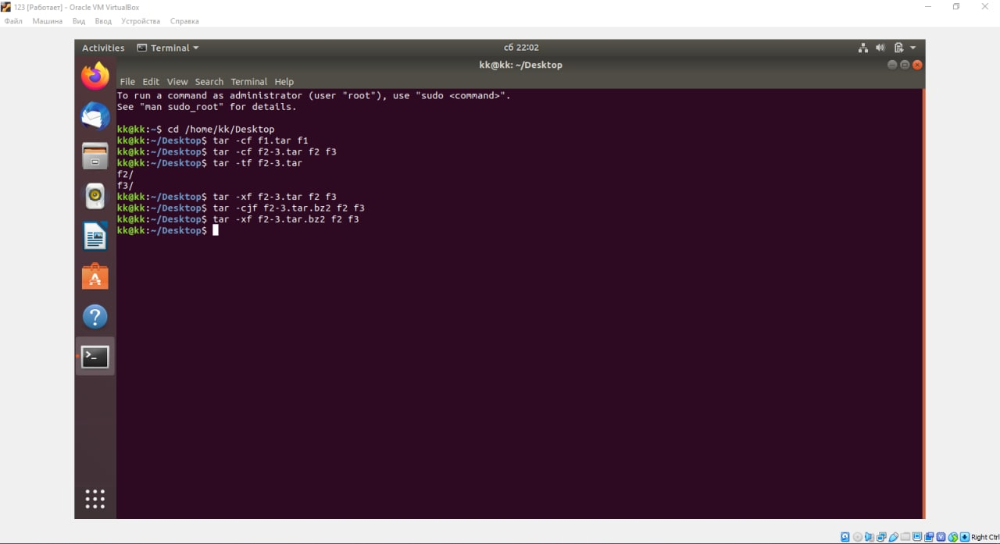 123 [Работает] - Oracle VM VirtualBox
Файл Машина Вид Ввод Устройства Справка
Activities Terminal сб 22:02
kk@kk: ~/Desktop
File Edit View Search Terminal Help
To run a command as administrator (user "root"), use "sudo <command>".
See "man sudo_root" for details.
kk@kk:~$ cd /home/kk/Desktop
kk@kk:~/Desktop$ tar -cf f1.tar f1
kk@kk:~/Desktop$ tar -cf f2-3.tar f2 f3
kk@kk:~/Desktop$ tar -tf f2-3.tar
f2/
f3/
kk@kk:~/Desktop$ tar -xf f2-3.tar f2 f3
kk@kk:~/Desktop$ tar -cjf f2-3.tar.bz2 f2 f3
kk@kk:~/Desktop$ tar -xf f2-3.tar.bz2 f2 f3
kk@kk:~/Desktop$
Right Ctrl